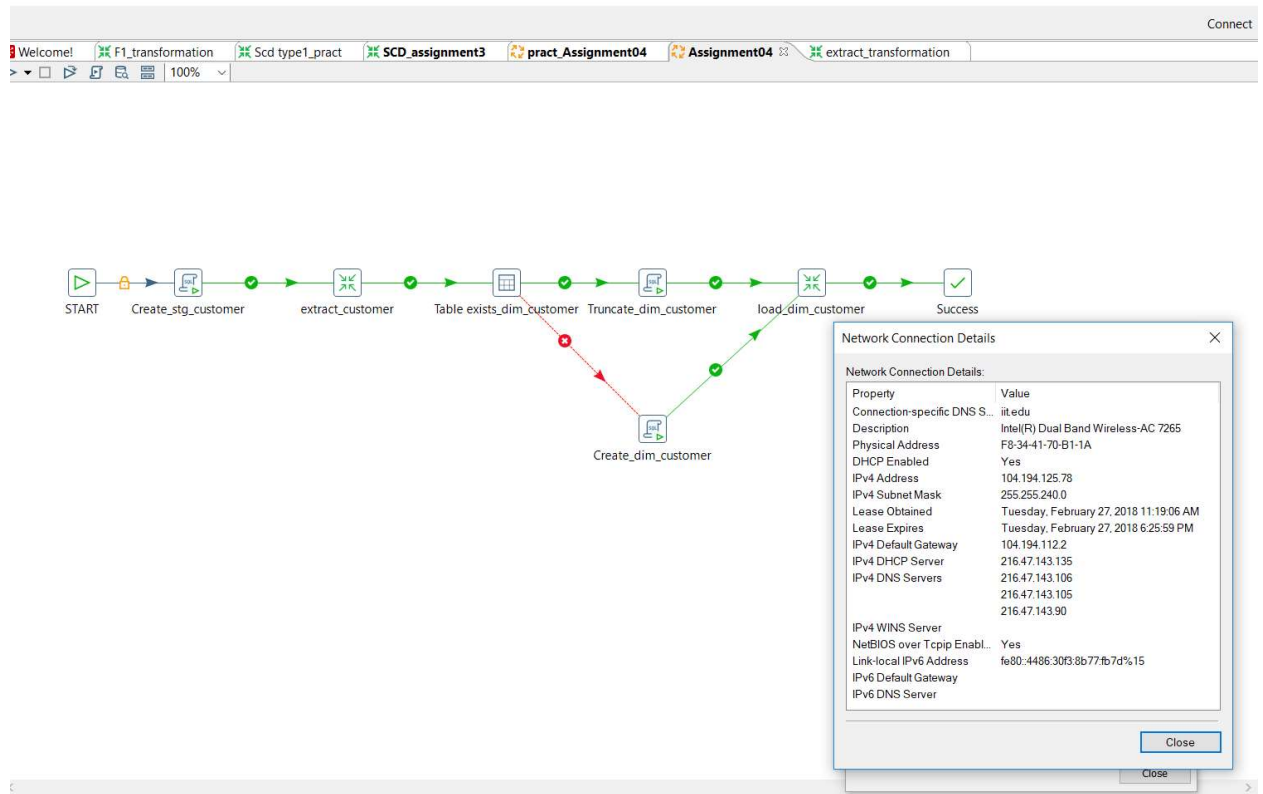 Connect
Welcome! F1_transformation Scd type1_pract SCD_assignment3 pract_Assignment04 Assignment04 extract_transformation
100%
START Create_stg_customer extract_customer Table exists_dim_customer Truncate_dim_customer load_dim_customer Success
Create_dim_customer
Network Connection Details
Network Connection Details:
Property Value
Connection-specific DNS S... iit.edu
Description Intel(R) Dual Band Wireless-AC 7265
Physical Address F8-34-41-70-B1-1A
DHCP Enabled Yes
IPv4 Address 104.194.125.78
IPv4 Subnet Mask 255.255.240.0
Lease Obtained Tuesday, February 27, 2018 11:19:06 AM
Lease Expires Tuesday, February 27, 2018 6:25:59 PM
IPv4 Default Gateway 104.194.112.2
IPv4 DHCP Server 216.47.143.135
IPv4 DNS Servers 216.47.143.106
216.47.143.105
216.47.143.90
IPv4 WINS Server
NetBIOS over Tcpip Enabl... Yes
Link-local IPv6 Address fe80::4486:30f3:8b77:fb7d%15
IPv6 Default Gateway
IPv6 DNS Server
Close
Close